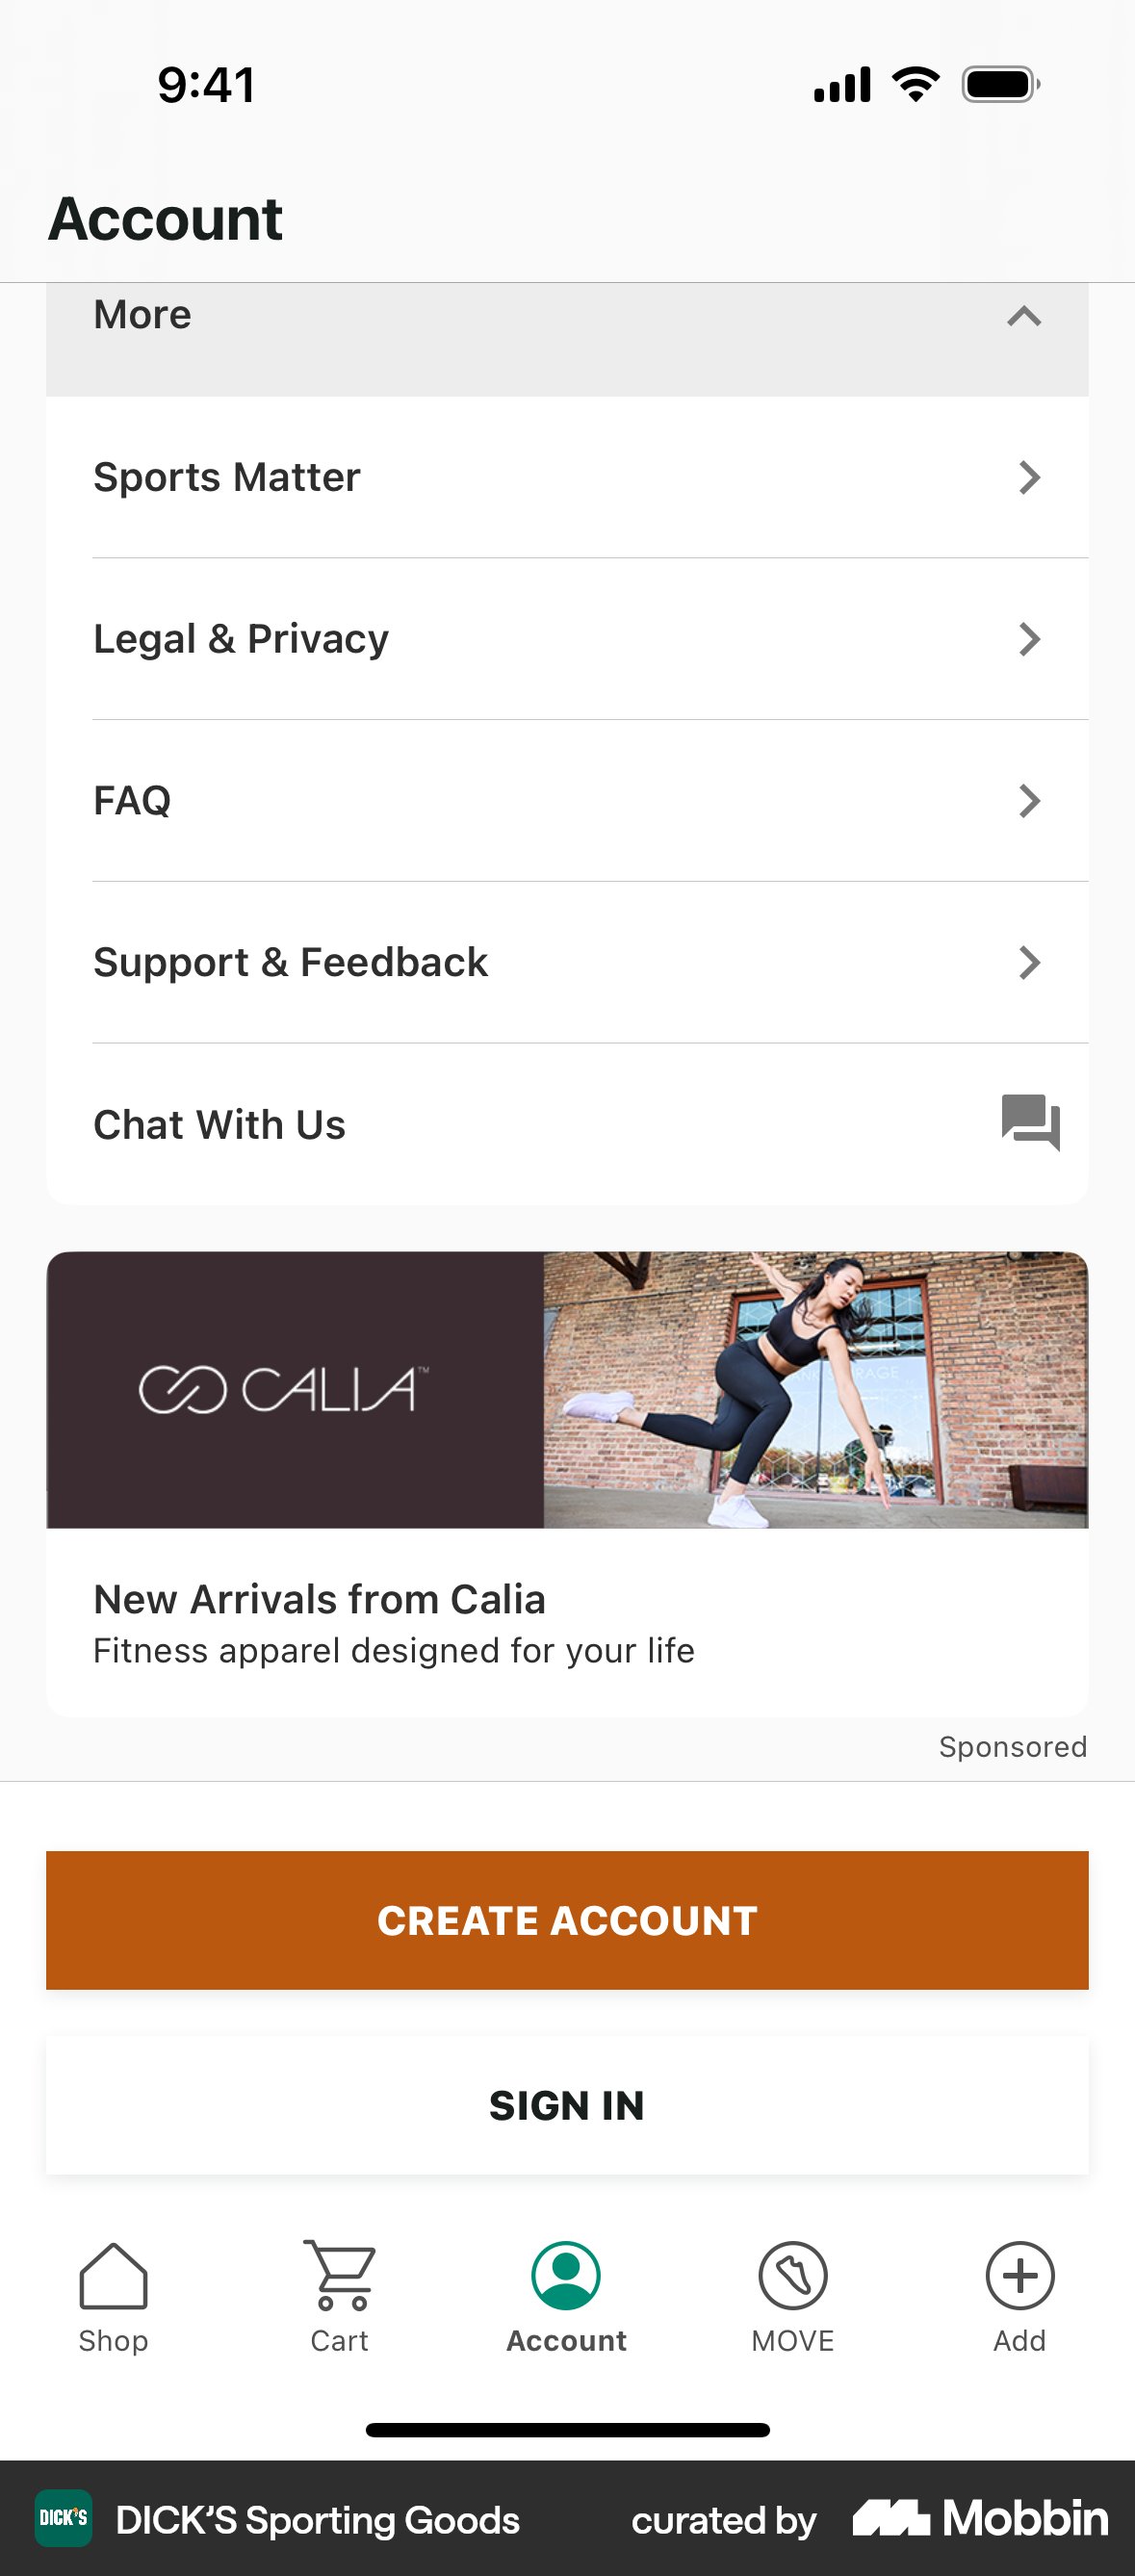 9:41
Account
More
Sports Matter
Legal & Privacy
FAQ
Support & Feedback
Chat With Us
CALIA™
New Arrivals from Calia
Fitness apparel designed for your life
Sponsored
CREATE ACCOUNT
SIGN IN
Shop
Cart
Account
MOVE
Add
DICK'S
DICK'S Sporting Goods
curated by
Mobbin